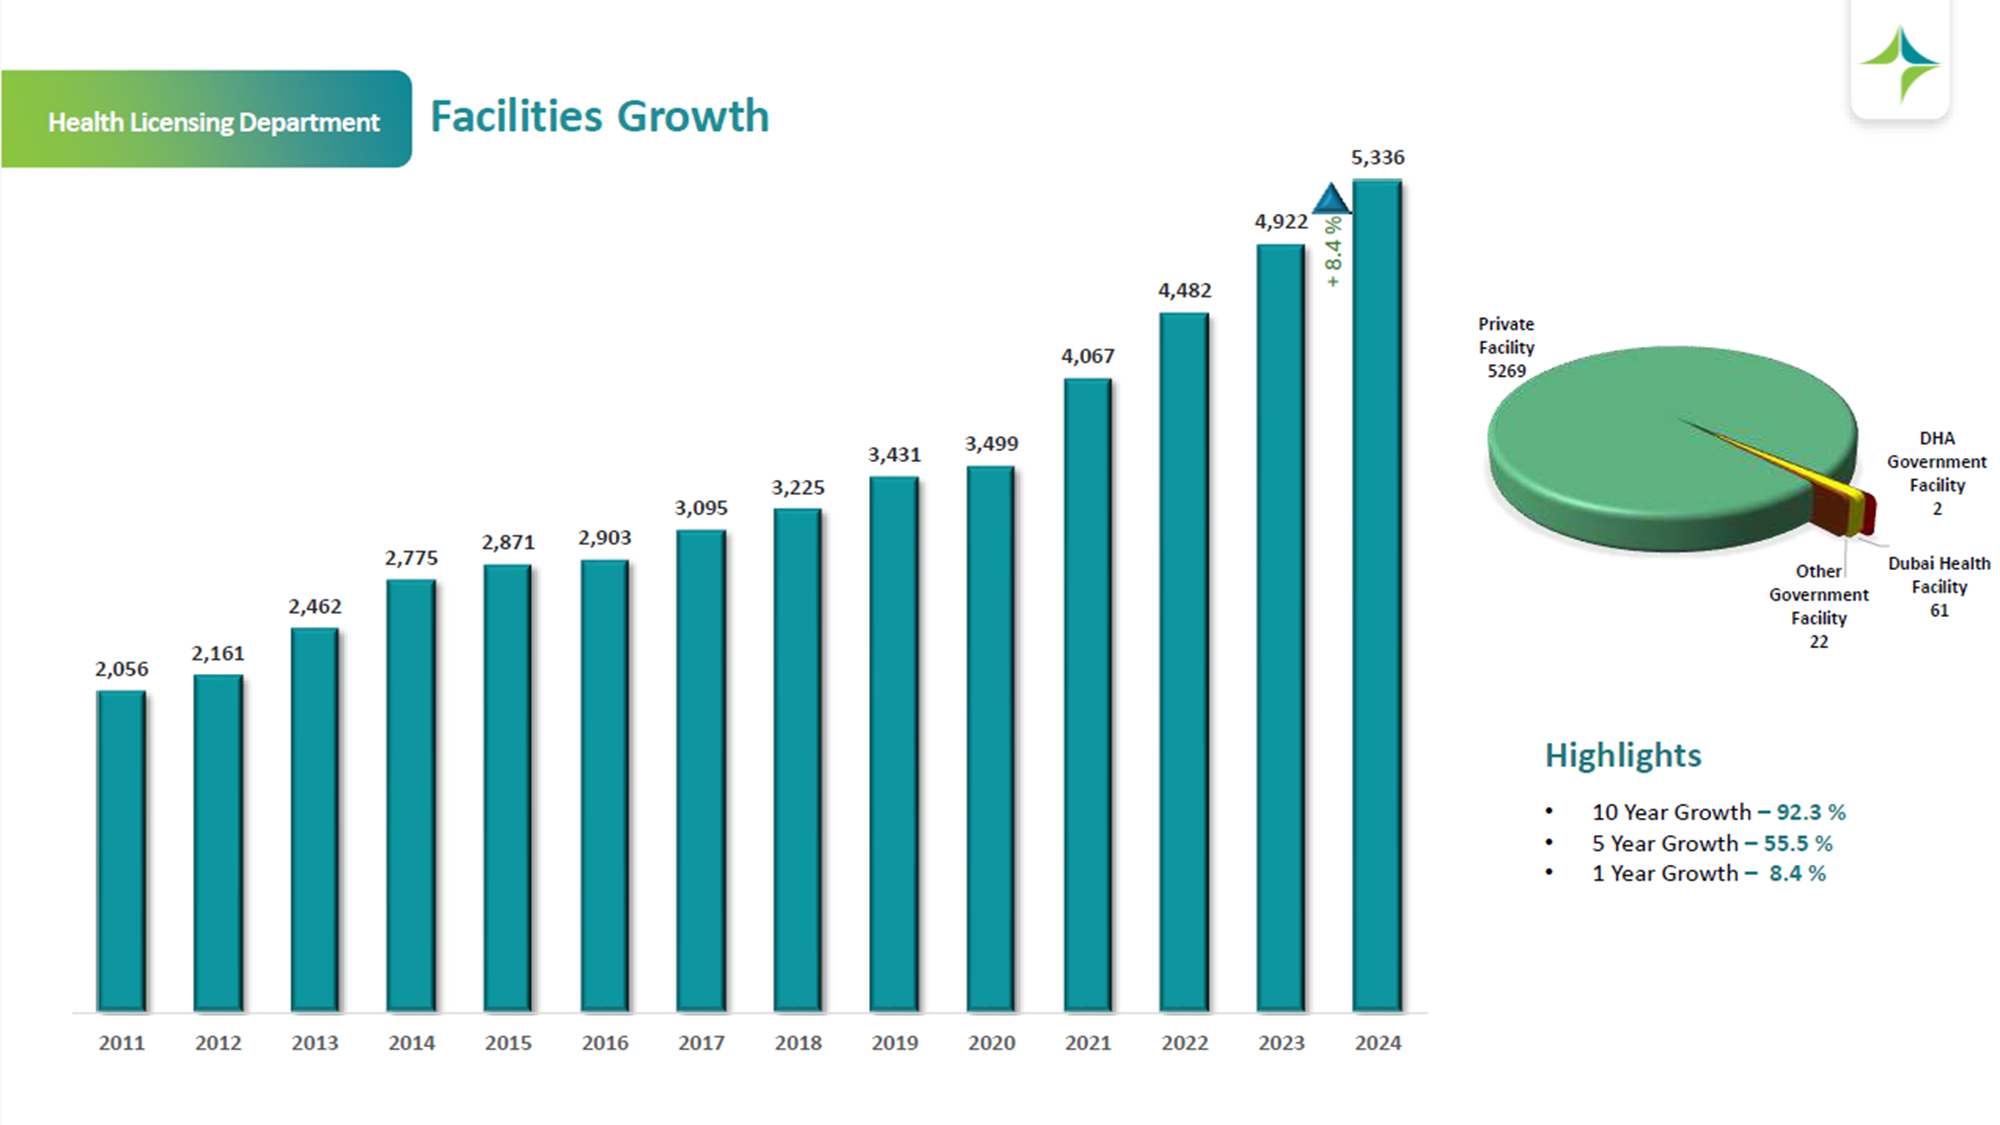 Health Licensing Department
Facilities Growth
2,056
2,161
2,462
2,775
2,871
2,903
3,095
3,225
3,431
3,499
4,067
4,482
4,922
+ 8.4 %
5,336
2011
2012
2013
2014
2015
2016
2017
2018
2019
2020
2021
2022
2023
2024
Private
Facility
5269
DHA
Government
Facility
2
Dubai Health
Facility
61
Other
Government
Facility
22
Highlights
• 10 Year Growth – 92.3 %
• 5 Year Growth – 55.5 %
• 1 Year Growth – 8.4 %